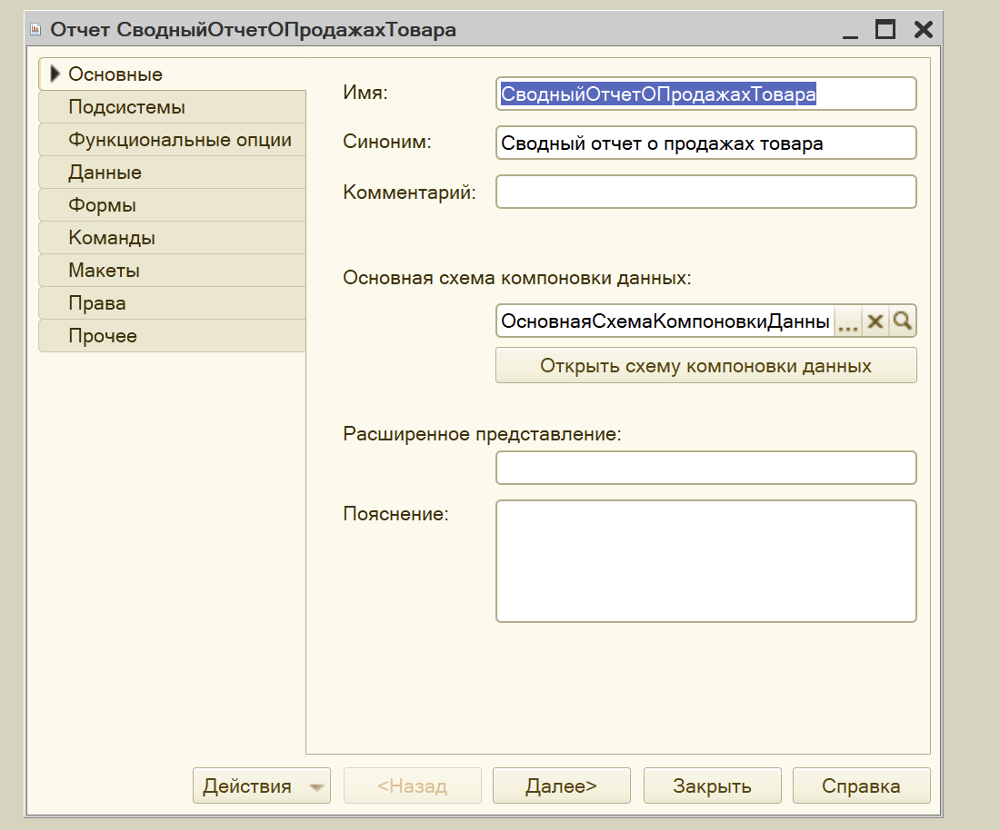 Отчет СводныйОтчетОПродажахТовара
Основные
Подсистемы
Функциональные опции
Данные
Формы
Команды
Макеты
Права
Прочее
Имя: СводныйОтчетОПродажахТовара
Синоним: Сводный отчет о продажах товара
Комментарий:
Основная схема компоновки данных:
ОсновнаяСхемаКомпоновкиДанны ...
Открыть схему компоновки данных
Расширенное представление:
Пояснение:
Действия <Назад Далее> Закрыть Справка